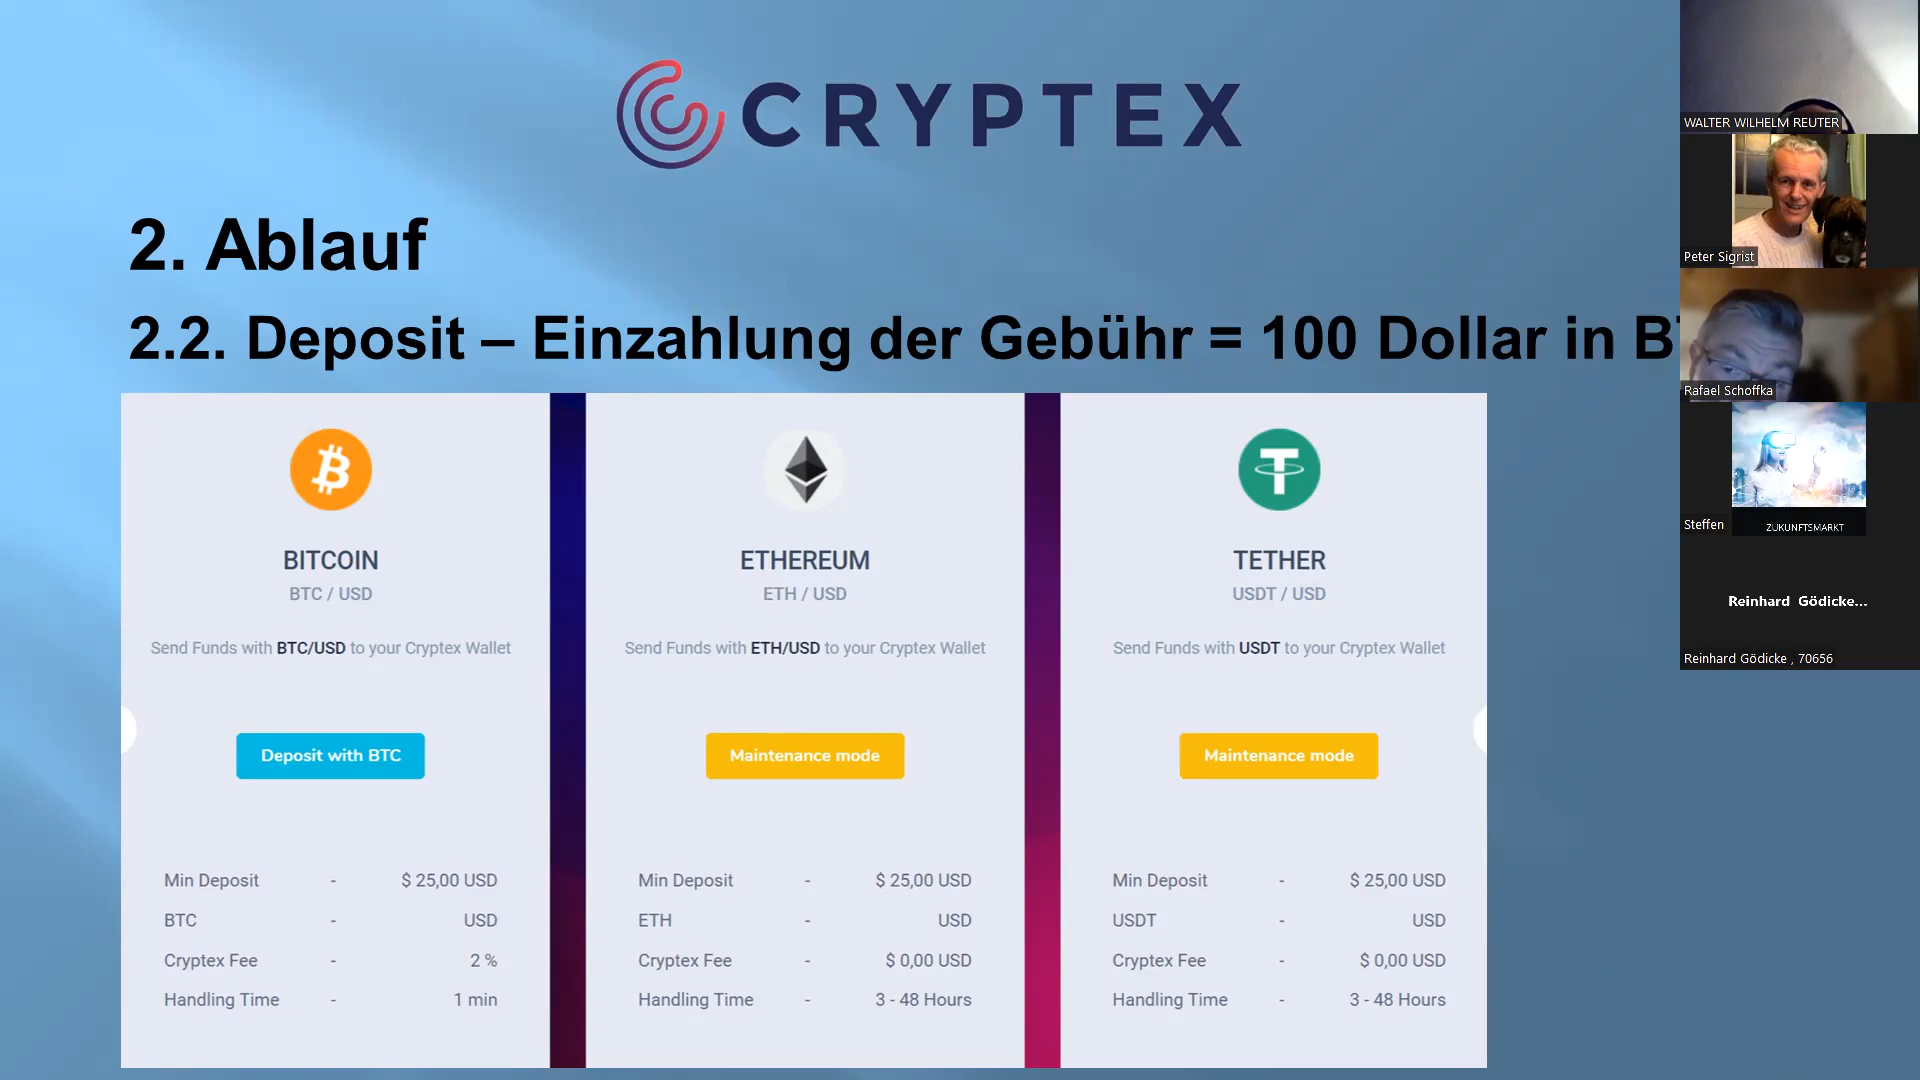 CRYPTEX
2. Ablauf
2.2. Deposit – Einzahlung der Gebühr = 100 Dollar in
BITCOIN
BTC / USD
Send Funds with BTC/USD to your Cryptex Wallet
Deposit with BTC
Min Deposit - $ 25,00 USD
BTC - USD
Cryptex Fee - 2 %
Handling Time - 1 min
ETHEREUM
ETH / USD
Send Funds with ETH/USD to your Cryptex Wallet
Maintenance mode
Min Deposit - $ 25,00 USD
ETH - USD
Cryptex Fee - $ 0,00 USD
Handling Time - 3 - 48 Hours
TETHER
USDT / USD
Send Funds with USDT to your Cryptex Wallet
Maintenance mode
Min Deposit - $ 25,00 USD
USDT - USD
Cryptex Fee - $ 0,00 USD
Handling Time - 3 - 48 Hours
WALTER WILHELM REUTER
Peter Sigrist
Rafael Schoffka
Steffen
ZUKUNFTSMARKT
Reinhard Gödicke...
Reinhard Gödicke , 70656